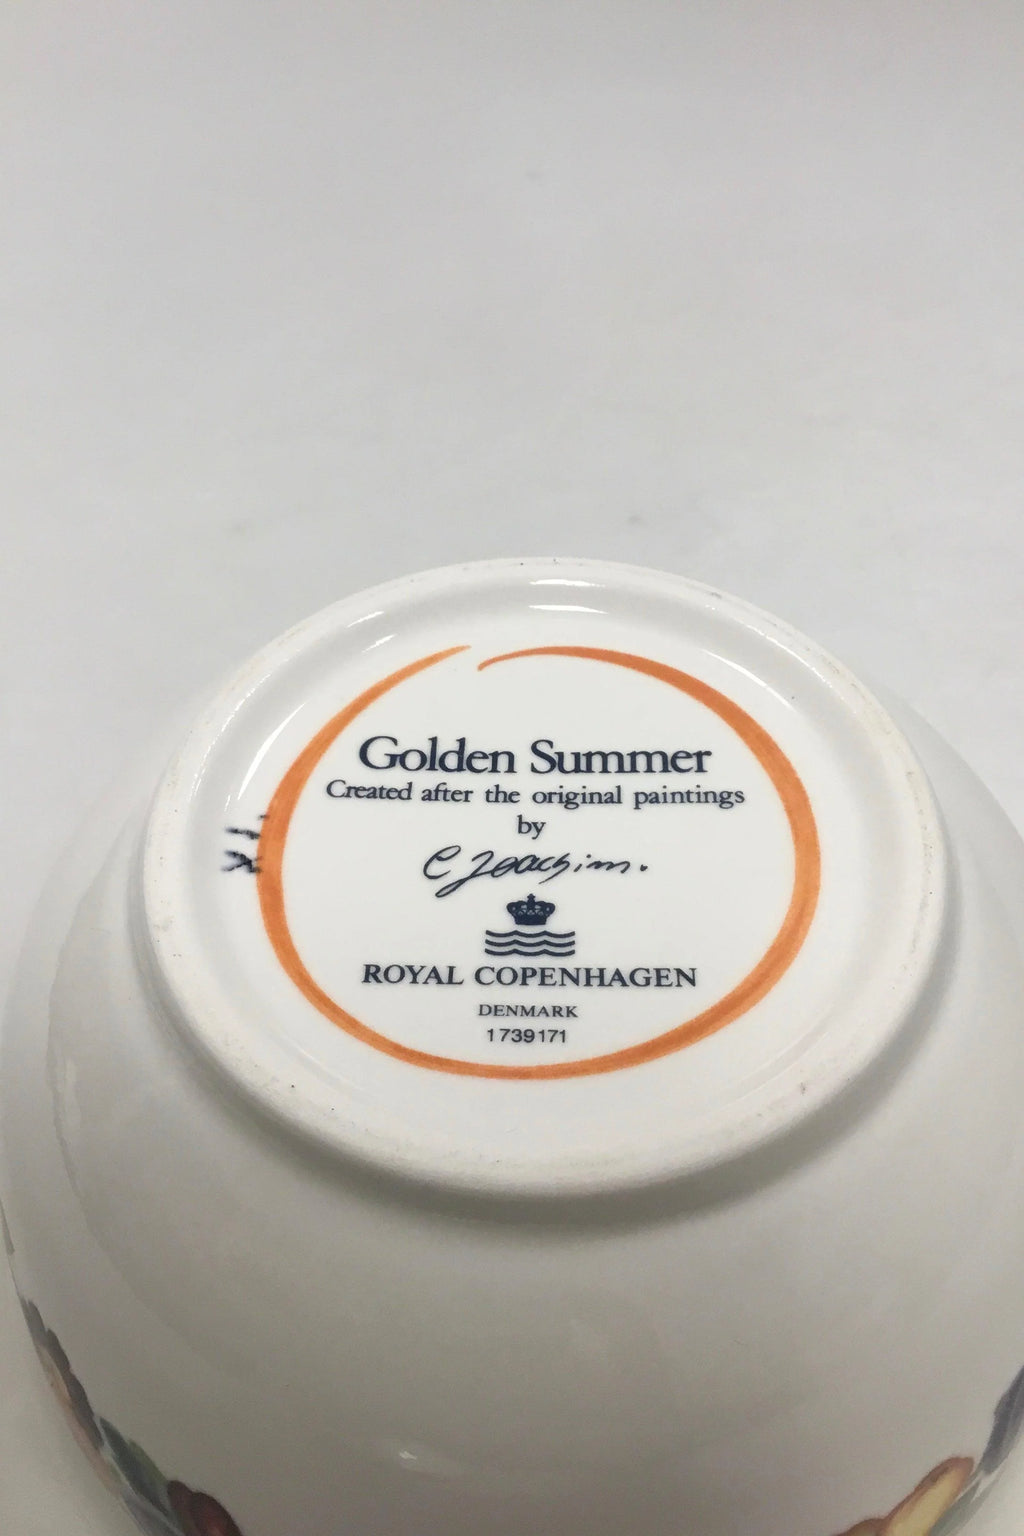 Golden Summer
Created after the original paintings
by
C Joachim.
ROYAL COPENHAGEN
DENMARK
1739171